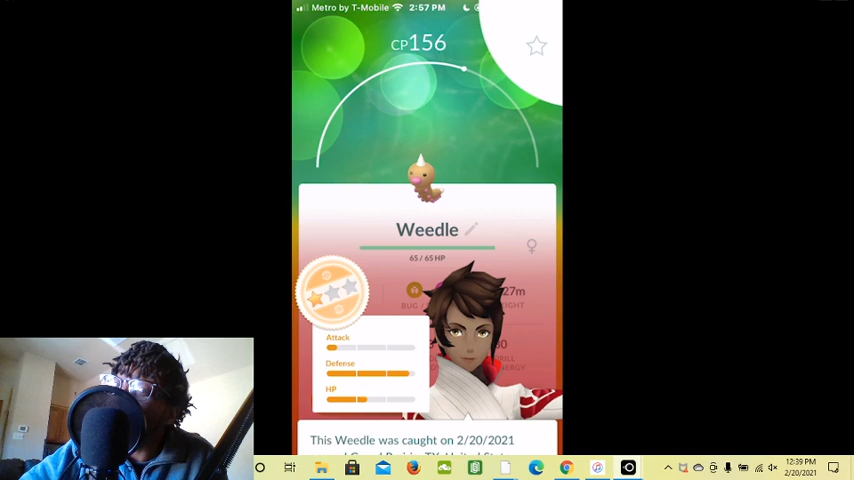 Metro by T-Mobile 2:57 PM
CP156
Weedle
65 / 65 HP
BUG /
27m
Attack
Defense
HP
This Weedle was caught on 2/20/2021
12:39 PM
2/20/2021